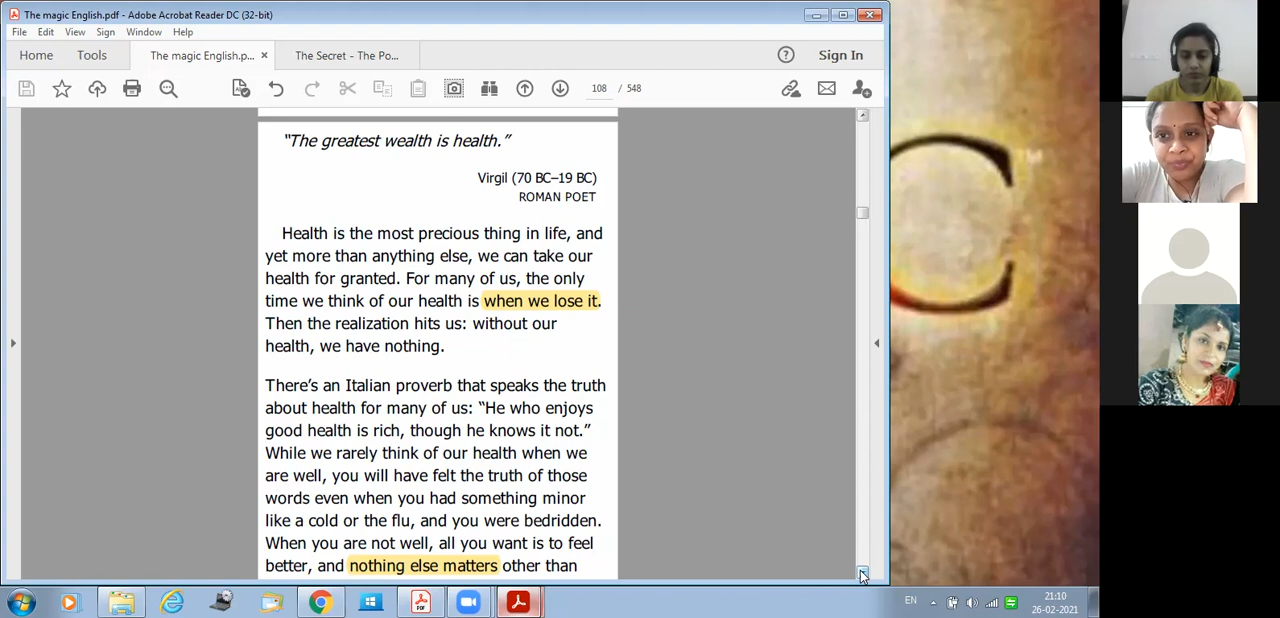 The magic English.pdf - Adobe Acrobat Reader DC (32-bit)
File Edit View Sign Window Help
Home Tools The magic English.p... × The Secret - The Po... ? Sign In
108 / 548
“The greatest wealth is health.”
Virgil (70 BC–19 BC)
ROMAN POET
Health is the most precious thing in life, and
yet more than anything else, we can take our
health for granted. For many of us, the only
time we think of our health is when we lose it.
Then the realization hits us: without our
health, we have nothing.
There’s an Italian proverb that speaks the truth
about health for many of us: “He who enjoys
good health is rich, though he knows it not.”
While we rarely think of our health when we
are well, you will have felt the truth of those
words even when you had something minor
like a cold or the flu, and you were bedridden.
When you are not well, all you want is to feel
better, and nothing else matters other than
C
TM
EN
21:10
26-02-2021